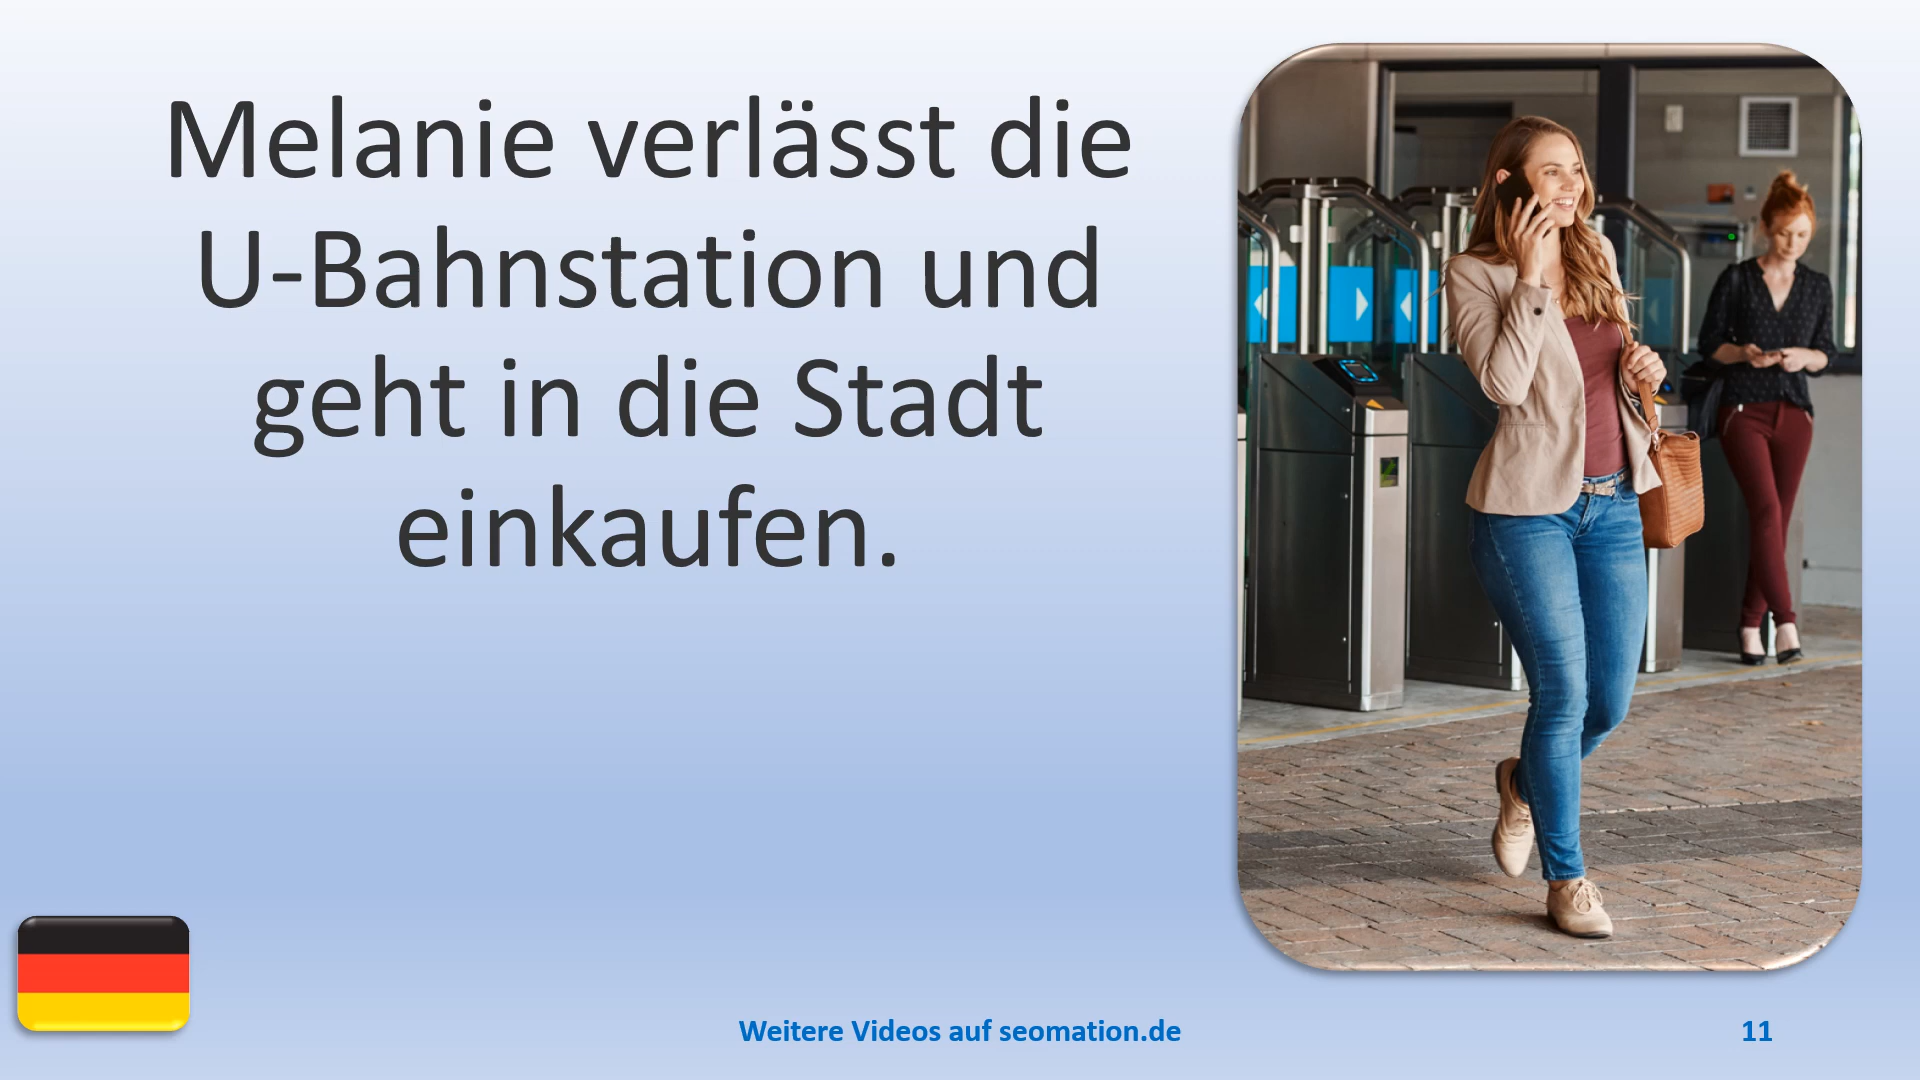 Melanie verlässt die
U-Bahnstation und
geht in die Stadt
einkaufen.
Weitere Videos auf seomation.de
11